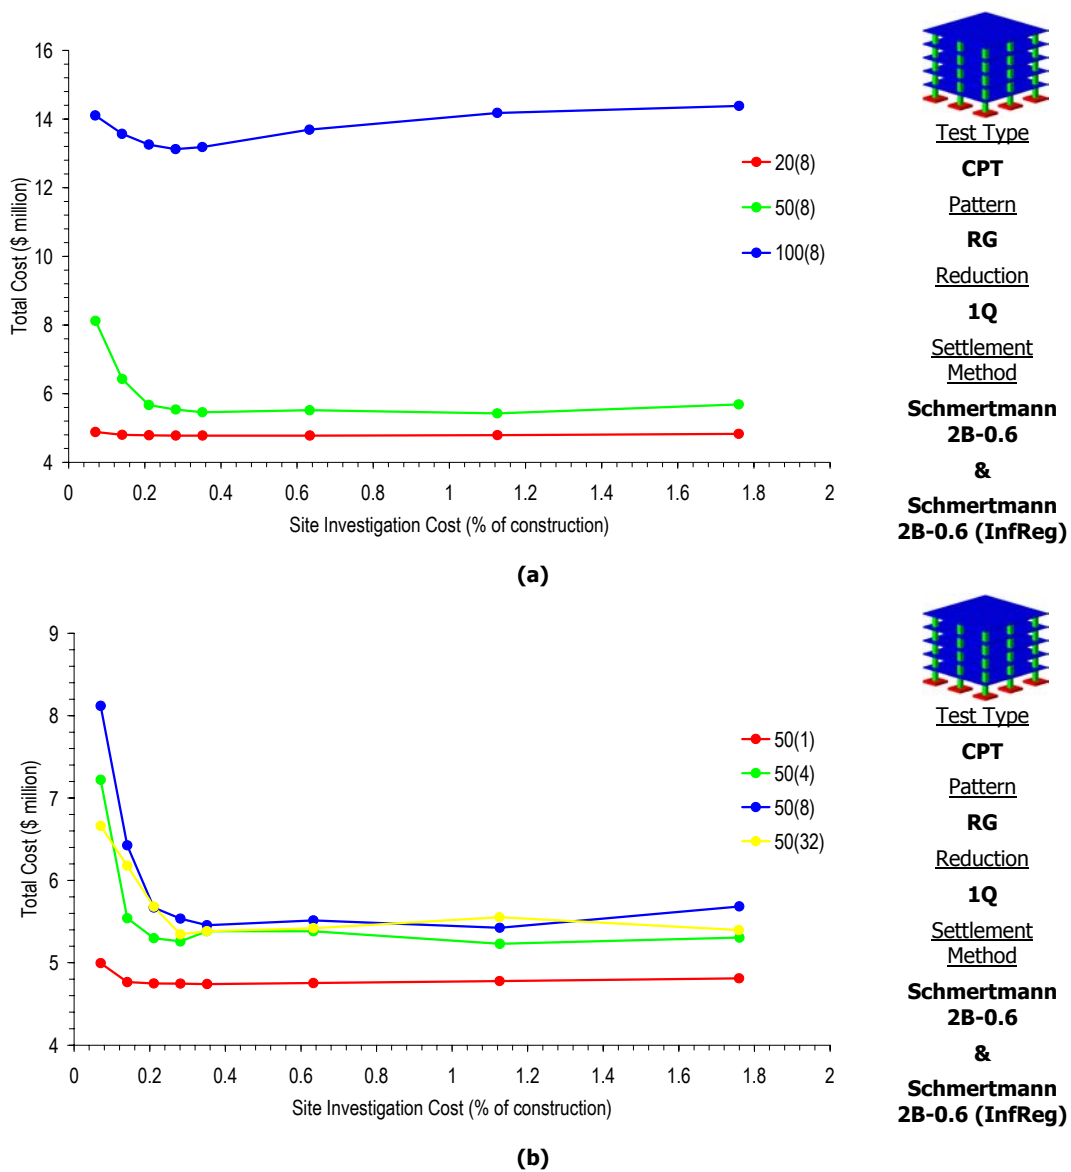 16
14
12
10
8
6
4
Total Cost ($ million)
0
0.2
0.4
0.6
0.8
1
1.2
1.4
1.6
1.8
2
Site Investigation Cost (% of construction)
20(8)
50(8)
100(8)
(a)
Test Type
CPT
Pattern
RG
Reduction
1Q
Settlement
Method
Schmertmann
2B-0.6
&
Schmertmann
2B-0.6 (InfReg)
9
8
7
6
5
4
Total Cost ($ million)
0
0.2
0.4
0.6
0.8
1
1.2
1.4
1.6
1.8
2
Site Investigation Cost (% of construction)
50(1)
50(4)
50(8)
50(32)
(b)
Test Type
CPT
Pattern
RG
Reduction
1Q
Settlement
Method
Schmertmann
2B-0.6
&
Schmertmann
2B-0.6 (InfReg)